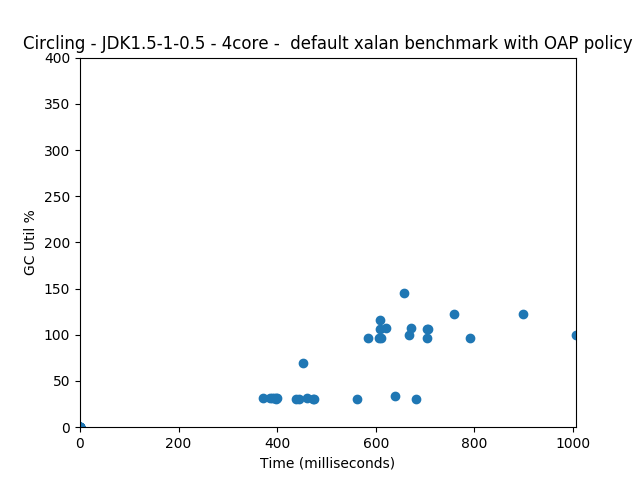 Circling - JDK1.5-1-0.5 - 4core -  default xalan benchmark with OAP policy
400
350
300
250
200
150
100
50
0
GC Util %
0 200 400 600 800 1000
Time (milliseconds)